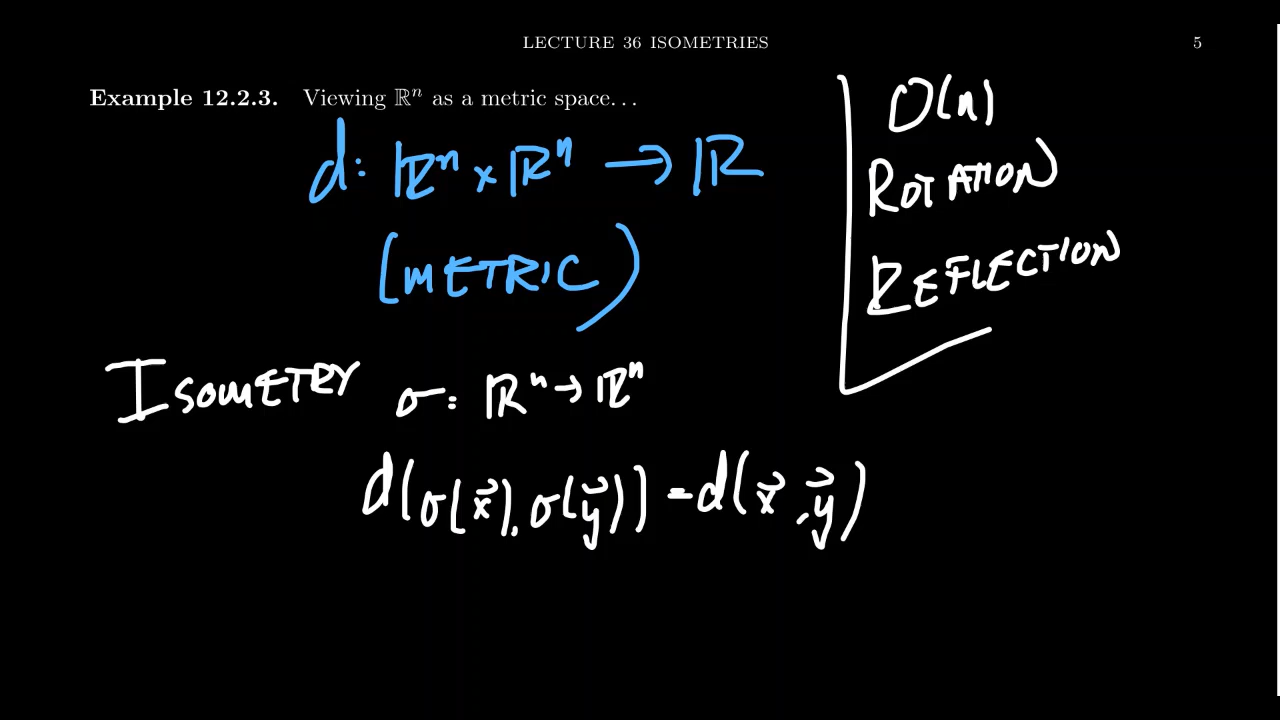 LECTURE 36 ISOMETRIES 5
Example 12.2.3. Viewing ℝⁿ as a metric space...
d: ℝⁿ × ℝⁿ → ℝ
(METRIC)
O(n)
ROTATION
REFLECTION
ISOMETRY σ: ℝⁿ → ℝⁿ
d(σ(x⃗), σ(y⃗)) = d(x⃗, y⃗)